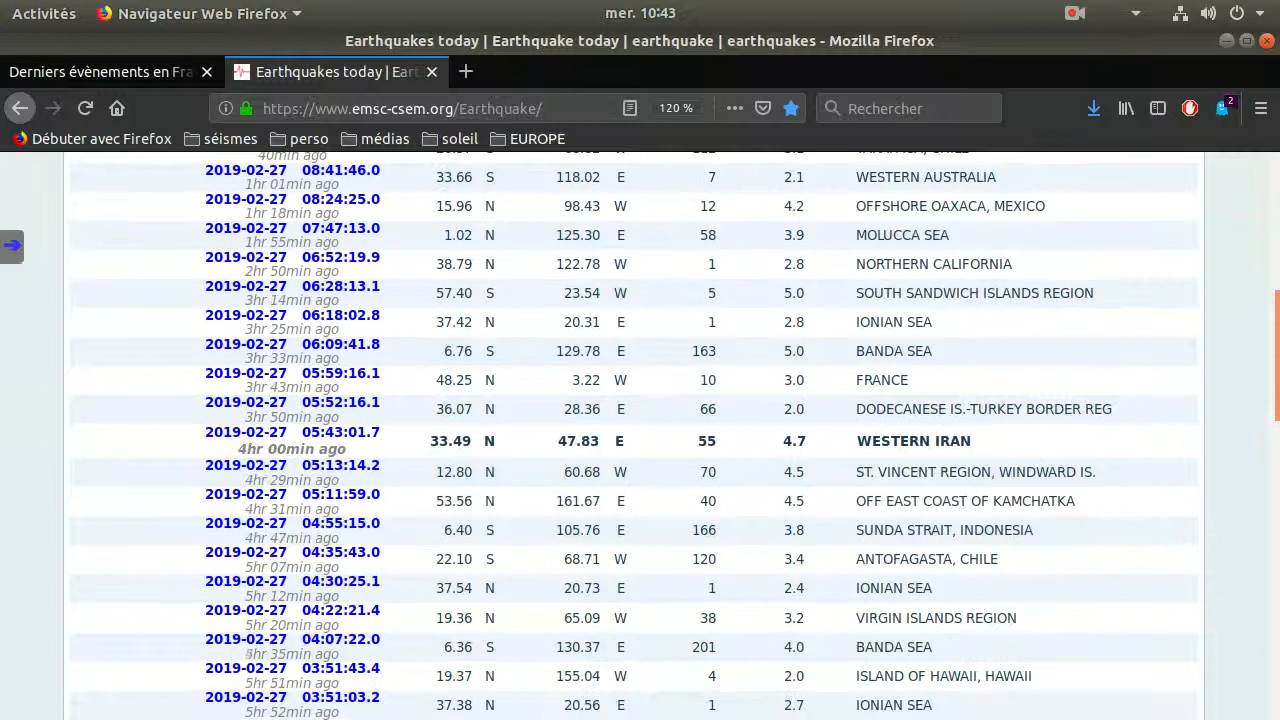 Activités Navigateur Web Firefox mer. 10:43
Earthquakes today | Earthquake today | earthquake | earthquakes - Mozilla Firefox
Derniers évènements en Fra Earthquakes today | Eart
https://www.emsc-csem.org/Earthquake/ 120 % Rechercher 2
Débuter avec Firefox séismes perso médias soleil EUROPE
40min ago
2019-02-27 08:41:46.0 33.66 S 118.02 E 7 2.1 WESTERN AUSTRALIA
1hr 01min ago
2019-02-27 08:24:25.0 15.96 N 98.43 W 12 4.2 OFFSHORE OAXACA, MEXICO
1hr 18min ago
2019-02-27 07:47:13.0 1.02 N 125.30 E 58 3.9 MOLUCCA SEA
1hr 55min ago
2019-02-27 06:52:19.9 38.79 N 122.78 W 1 2.8 NORTHERN CALIFORNIA
2hr 50min ago
2019-02-27 06:28:13.1 57.40 S 23.54 W 5 5.0 SOUTH SANDWICH ISLANDS REGION
3hr 14min ago
2019-02-27 06:18:02.8 37.42 N 20.31 E 1 2.8 IONIAN SEA
3hr 25min ago
2019-02-27 06:09:41.8 6.76 S 129.78 E 163 5.0 BANDA SEA
3hr 33min ago
2019-02-27 05:59:16.1 48.25 N 3.22 W 10 3.0 FRANCE
3hr 43min ago
2019-02-27 05:52:16.1 36.07 N 28.36 E 66 2.0 DODECANESE IS.-TURKEY BORDER REG
3hr 50min ago
2019-02-27 05:43:01.7 33.49 N 47.83 E 55 4.7 WESTERN IRAN
4hr 00min ago
2019-02-27 05:13:14.2 12.80 N 60.68 W 70 4.5 ST. VINCENT REGION, WINDWARD IS.
4hr 29min ago
2019-02-27 05:11:59.0 53.56 N 161.67 E 40 4.5 OFF EAST COAST OF KAMCHATKA
4hr 31min ago
2019-02-27 04:55:15.0 6.40 S 105.76 E 166 3.8 SUNDA STRAIT, INDONESIA
4hr 47min ago
2019-02-27 04:35:43.0 22.10 S 68.71 W 120 3.4 ANTOFAGASTA, CHILE
5hr 07min ago
2019-02-27 04:30:25.1 37.54 N 20.73 E 1 2.4 IONIAN SEA
5hr 12min ago
2019-02-27 04:22:21.4 19.36 N 65.09 W 38 3.2 VIRGIN ISLANDS REGION
5hr 20min ago
2019-02-27 04:07:22.0 6.36 S 130.37 E 201 4.0 BANDA SEA
5hr 35min ago
2019-02-27 03:51:43.4 19.37 N 155.04 W 4 2.0 ISLAND OF HAWAII, HAWAII
5hr 51min ago
2019-02-27 03:51:03.2 37.38 N 20.56 E 1 2.7 IONIAN SEA
5hr 52min ago